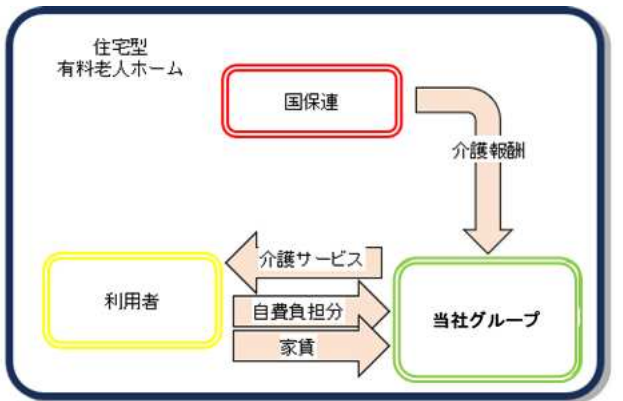 住宅型
有料老人ホーム
国保連
介護報酬
介護サービス
利用者
自費負担分
当社グループ
家賃